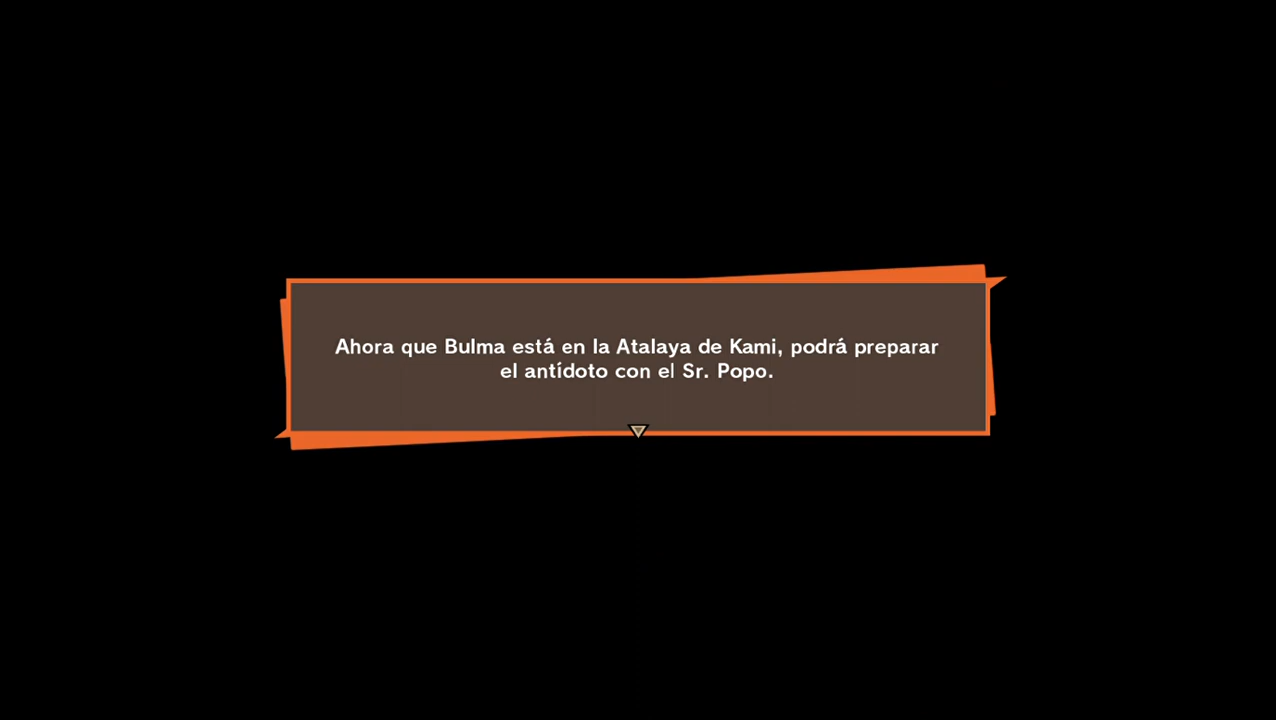 Ahora que Bulma está en la Atalaya de Kami, podrá preparar
el antídoto con el Sr. Popo.